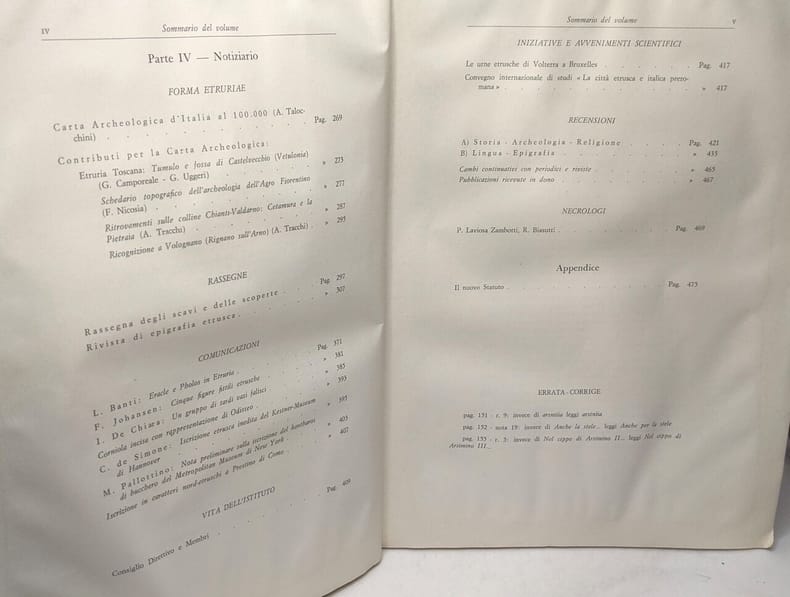 IV
Sommario del volume
Parte IV — Notiziario
FORMA ETRURIAE
Carta Archeologica d'Italia al 100.000 (A. Taloc-
chini) Pag. 269
Contributi per la Carta Archeologica:
Etruria Toscana: Tumulo e fossa di Castelvecchio (Vetulonia)
(G. Camporeale - G. Uggeri) » 273
Schedario topografico dell'archeologia dell'Agro Fiorentino
(F. Nicosia) » 277
Ritrovamenti sulle colline Chianti-Valdarno: Cetamura e la
Pietraia (A. Tracchi) » 287
Ricognizione a Volognano (Rignano sull'Arno) (A. Tracchi) » 295
RASSEGNE
Rassegna degli scavi e delle scoperte Pag. 297
Rivista di epigrafia etrusca » 307
COMUNICAZIONI
L. Banti: Eracle e Pholos in Etruria Pag. 371
F. Johansen: Cinque figure fittili etrusche » 381
I. De Chiara: Un gruppo di tardi vasi falisci » 385
Corniola incisa con rappresentazione di Odisseo » 393
C. de Simone: Iscrizione etrusca inedita del Kestner-Museum
di Hannover » 395
M. Pallottino: Nota preliminare sulla iscrizione del kantharos
di bucchero del Metropolitan Museum di New York » 403
Iscrizione in caratteri nord-etruschi a Prestino di Como » 407
VITA DELL'ISTITUTO
Consiglio Direttivo e Membri Pag. 409
Sommario del volume
V
INIZIATIVE E AVVENIMENTI SCIENTIFICI
Le urne etrusche di Volterra a Bruxelles Pag. 417
Convegno internazionale di studi « La città etrusca e italica prero-
mana » » 417
RECENSIONI
A) Storia - Archeologia - Religione Pag. 421
B) Lingua - Epigrafia » 435
Cambi continuativi con periodici e riviste » 465
Pubblicazioni ricevute in dono » 467
NECROLOGI
P. Laviosa Zambotti, R. Biasutti Pag. 469
Appendice
Il nuovo Statuto Pag. 473
ERRATA-CORRIGE
pag. 151 - r. 9: invece di leggi
pag. 152 - nota 19: invece di Anche la stele... leggi Anche per la stele
pag. 155 - r. 3: invece di Nel cippo di Arsimino II... leggi Nel cippo di
Arsimino III...